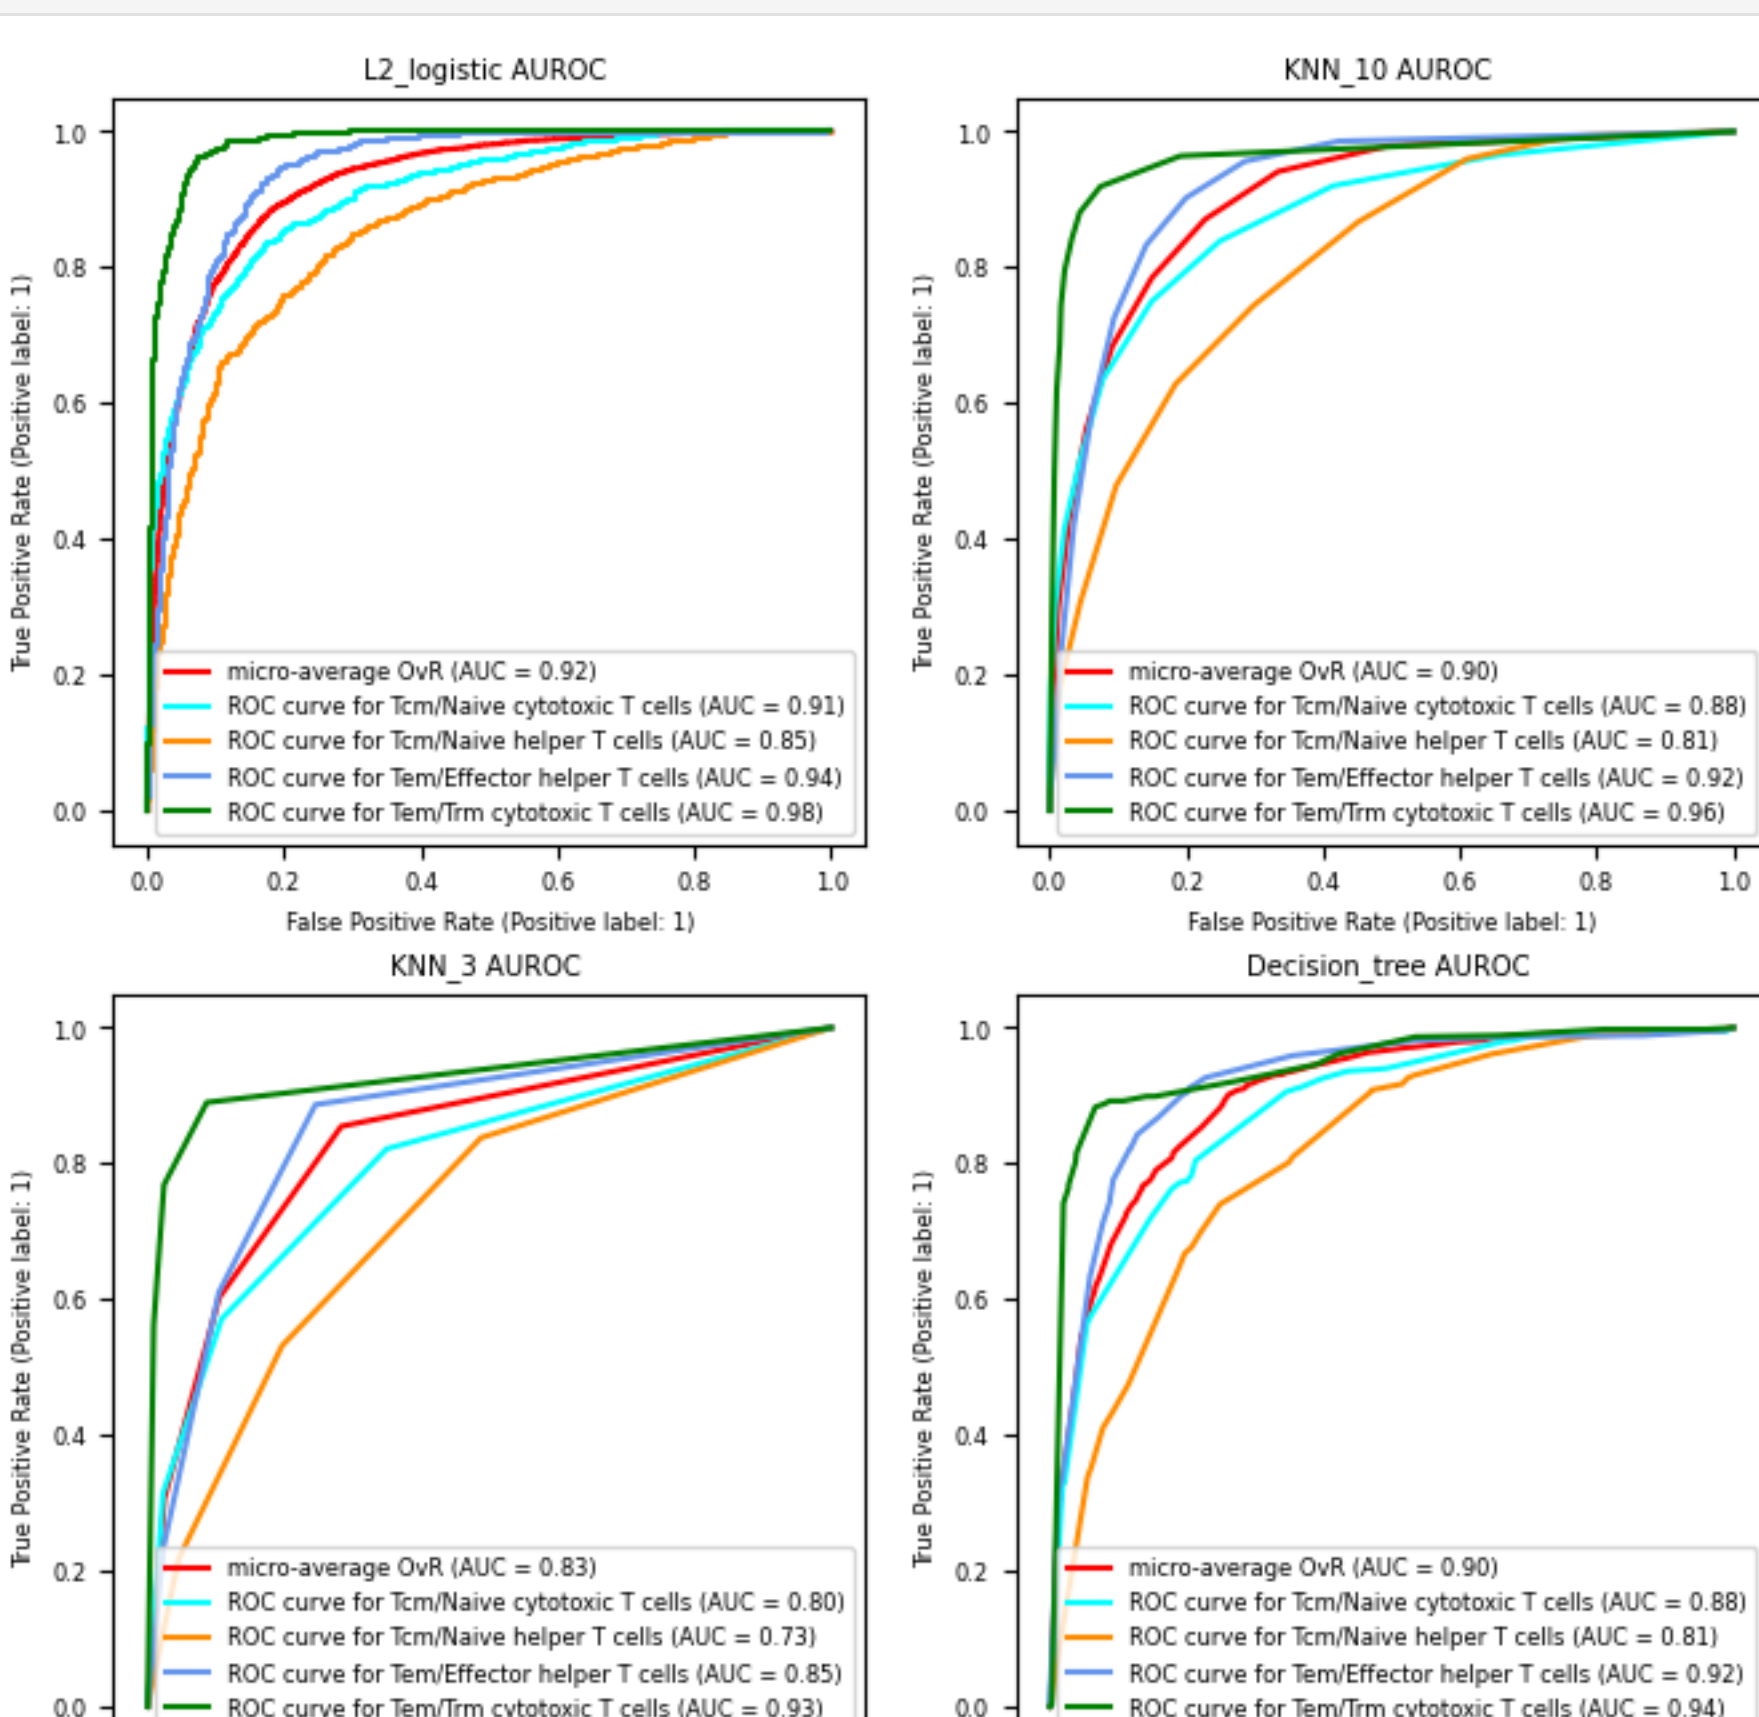 L2_logistic AUROC
True Positive Rate (Positive label: 1)
1.0
0.8
0.6
0.4
0.2
0.0
micro-average OvR (AUC = 0.92)
ROC curve for Tcm/Naive cytotoxic T cells (AUC = 0.91)
ROC curve for Tcm/Naive helper T cells (AUC = 0.85)
ROC curve for Tem/Effector helper T cells (AUC = 0.94)
ROC curve for Tem/Trm cytotoxic T cells (AUC = 0.98)
0.0 0.2 0.4 0.6 0.8 1.0
False Positive Rate (Positive label: 1)
KNN_10 AUROC
True Positive Rate (Positive label: 1)
1.0
0.8
0.6
0.4
0.2
0.0
micro-average OvR (AUC = 0.90)
ROC curve for Tcm/Naive cytotoxic T cells (AUC = 0.88)
ROC curve for Tcm/Naive helper T cells (AUC = 0.81)
ROC curve for Tem/Effector helper T cells (AUC = 0.92)
ROC curve for Tem/Trm cytotoxic T cells (AUC = 0.96)
0.0 0.2 0.4 0.6 0.8 1.0
False Positive Rate (Positive label: 1)
KNN_3 AUROC
True Positive Rate (Positive label: 1)
1.0
0.8
0.6
0.4
0.2
0.0
micro-average OvR (AUC = 0.83)
ROC curve for Tcm/Naive cytotoxic T cells (AUC = 0.80)
ROC curve for Tcm/Naive helper T cells (AUC = 0.73)
ROC curve for Tem/Effector helper T cells (AUC = 0.85)
ROC curve for Tem/Trm cytotoxic T cells (AUC = 0.93)
Decision_tree AUROC
True Positive Rate (Positive label: 1)
1.0
0.8
0.6
0.4
0.2
0.0
micro-average OvR (AUC = 0.90)
ROC curve for Tcm/Naive cytotoxic T cells (AUC = 0.88)
ROC curve for Tcm/Naive helper T cells (AUC = 0.81)
ROC curve for Tem/Effector helper T cells (AUC = 0.92)
ROC curve for Tem/Trm cytotoxic T cells (AUC = 0.94)